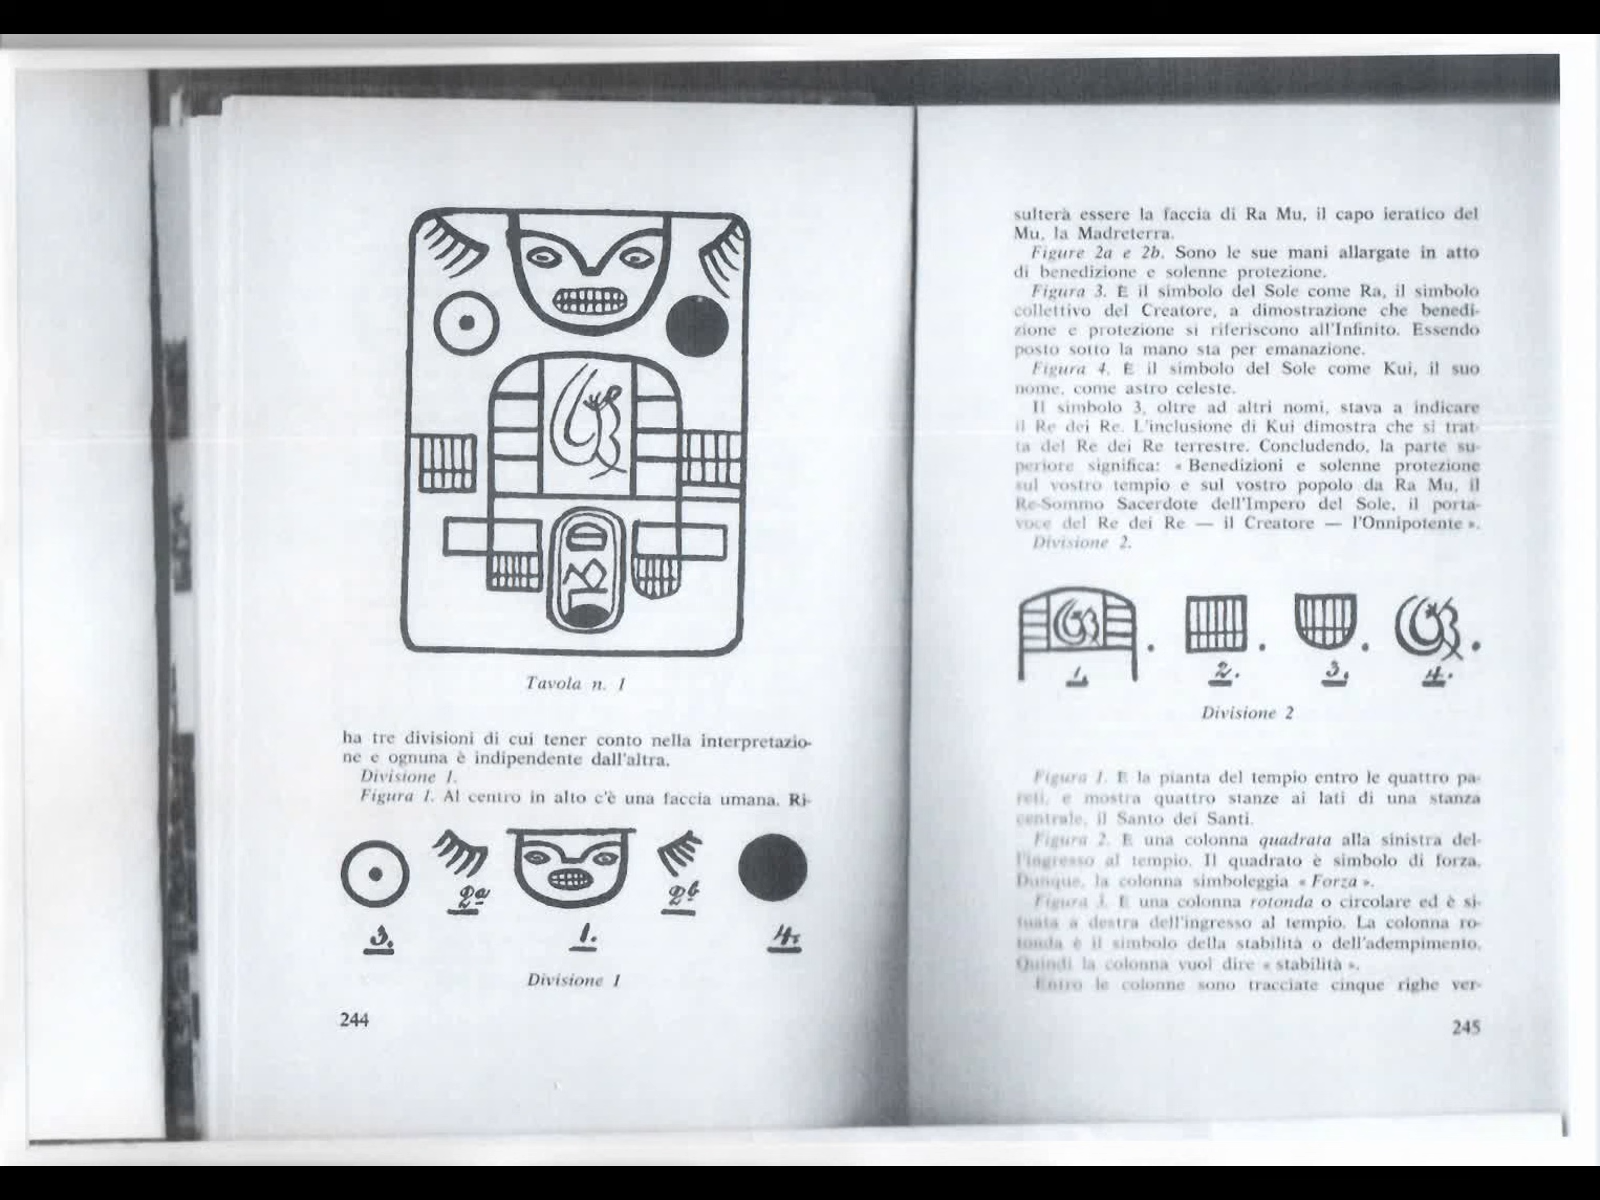 Tavola n. 1
ha tre divisioni di cui tener conto nella interpretazio-
ne e ognuna è indipendente dall'altra.
Divisione 1.
Figura 1. Al centro in alto c'è una faccia umana. Ri-
2a
2b
3.
1.
4.
Divisione 1
244
sulterà essere la faccia di Ra Mu, il capo ieratico del
Mu, la Madreterra.
Figure 2a e 2b. Sono le sue mani allargate in atto
di benedizione e solenne protezione.
Figura 3. E il simbolo del Sole come Ra, il simbolo
collettivo del Creatore, a dimostrazione che benedi-
zione e protezione si riferiscono all'Infinito. Essendo
posto sotto la mano sta per emanazione.
Figura 4. E il simbolo del Sole come Kui, il suo
nome, come astro celeste.
Il simbolo 3, oltre ad altri nomi, stava a indicare
il Re dei Re. L'inclusione di Kui dimostra che si trat-
ta del Re dei Re terrestre. Concludendo, la parte su-
periore significa: « Benedizioni e solenne protezione
sul vostro tempio e sul vostro popolo da Ra Mu, il
Re-Sommo Sacerdote dell'Impero del Sole, il porta-
voce del Re dei Re — il Creatore — l'Onnipotente ».
Divisione 2.
1.
2.
3.
4.
Divisione 2
Figura 1. E la pianta del tempio entro le quattro pa-
reti, e mostra quattro stanze ai lati di una stanza
centrale, il Santo dei Santi.
Figura 2. E una colonna quadrata alla sinistra del-
l'ingresso al tempio. Il quadrato è simbolo di forza.
Dunque, la colonna simboleggia « Forza ».
Figura 3. E una colonna rotonda o circolare ed è si-
tuata a destra dell'ingresso al tempio. La colonna ro-
tonda è il simbolo della stabilità o dell'adempimento.
Quindi la colonna vuol dire « stabilità ».
Entro le colonne sono tracciate cinque righe ver-
245